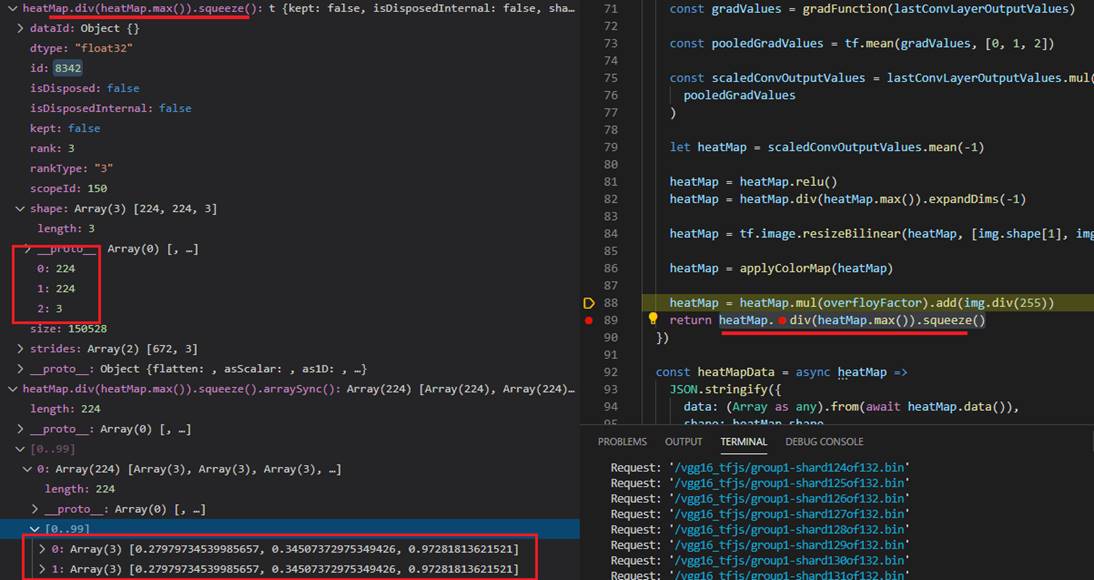 heatMap.div(heatMap.max()).squeeze(): t {kept: false, isDisposedInternal: false, sha…
dataId: Object {}
dtype: "float32"
id: 8342
isDisposed: false
isDisposedInternal: false
kept: false
rank: 3
rankType: "3"
scopeId: 150
shape: Array(3) [224, 224, 3]
length: 3
__proto__: Array(0) [, …]
0: 224
1: 224
2: 3
size: 150528
strides: Array(2) [672, 3]
__proto__: Object {flatten: , asScalar: , as1D: , …}
heatMap.div(heatMap.max()).squeeze().arraySync(): Array(224) [Array(224), Array(224)…
length: 224
__proto__: Array(0) [, …]
[0..99]
0: Array(224) [Array(3), Array(3), Array(3), …]
length: 224
__proto__: Array(0) [, …]
[0..99]
0: Array(3) [0.27979734539985657, 0.34507372975349426, 0.97281813621521]
1: Array(3) [0.27979734539985657, 0.34507372975349426, 0.97281813621521]
71 const gradValues = gradFunction(lastConvLayerOutputValues)
72
73 const pooledGradValues = tf.mean(gradValues, [0, 1, 2])
74
75 const scaledConvOutputValues = lastConvLayerOutputValues.mul(
76 pooledGradValues
77 )
78
79 let heatMap = scaledConvOutputValues.mean(-1)
80
81 heatMap = heatMap.relu()
82 heatMap = heatMap.div(heatMap.max()).expandDims(-1)
83
84 heatMap = tf.image.resizeBilinear(heatMap, [img.shape[1], img
85
86 heatMap = applyColorMap(heatMap)
87
88 heatMap = heatMap.mul(overfloyFactor).add(img.div(255))
89 return heatMap.div(heatMap.max()).squeeze()
90 })
91
92 const heatMapData = async heatMap =>
93 JSON.stringify({
94 data: (Array as any).from(await heatMap.data()),
95 shape: heatMap.shape
PROBLEMS OUTPUT TERMINAL DEBUG CONSOLE
Request: '/vgg16_tfjs/group1-shard124of132.bin'
Request: '/vgg16_tfjs/group1-shard125of132.bin'
Request: '/vgg16_tfjs/group1-shard126of132.bin'
Request: '/vgg16_tfjs/group1-shard127of132.bin'
Request: '/vgg16_tfjs/group1-shard128of132.bin'
Request: '/vgg16_tfjs/group1-shard129of132.bin'
Request: '/vgg16_tfjs/group1-shard130of132.bin'
Request: '/vgg16_tfjs/group1-shard131of132.bin'